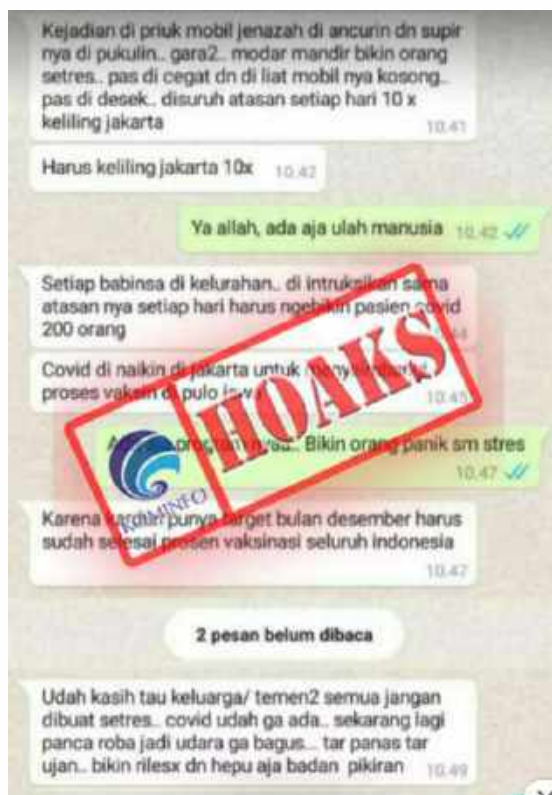 Kejadian di priuk mobil jenazah di ancurin dn supir
nya di pukulin.. gara2.. modar mandir bikin orang
setres.. pas di cegat dn di liat mobil nya kosong..
pas di desek.. disuruh atasan setiap hari 10 x
keliling jakarta 10.41
Harus keliling jakarta 10x 10.42
Ya allah, ada aja ulah manusia 10.42
Setiap babinsa di kelurahan.. di intruksikan sama
atasan nya setiap hari harus ngebikin pasien covid
200 orang
Covid di naikin di jakarta untuk
proses vaksin di pulo 10.45
HOAKS
KOMINFO
Bikin orang panik sm stres
10.47
Karena punya target bulan desember harus
sudah selesai prosen vaksinasi seluruh indonesia
10.47
2 pesan belum dibaca
Udah kasih tau keluarga/ temen2 semua jangan
dibuat setres.. covid udah ga ada.. sekarang lagi
panca roba jadi udara ga bagus... tar panas tar
ujan.. bikin rilesx dn hepu aja badan pikiran 10.49